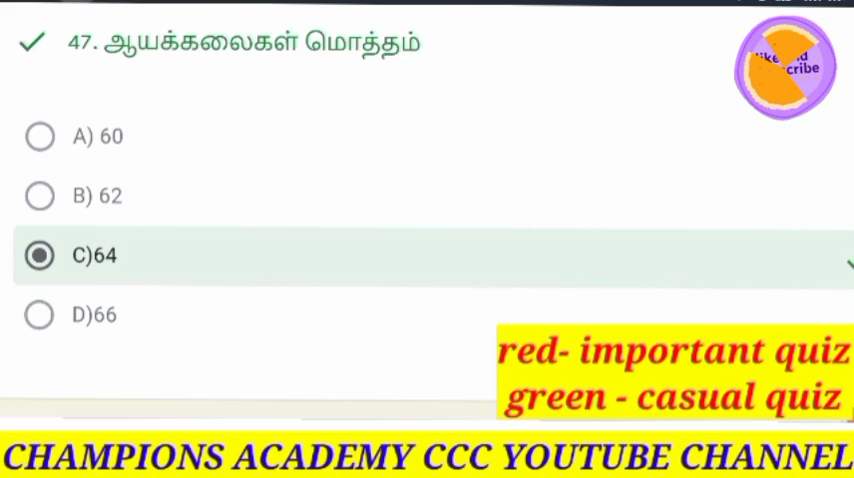 47. ஆயக்கலைகள் மொத்தம்
A) 60
B) 62
C)64
D)66
red- important quiz
green - casual quiz
CHAMPIONS ACADEMY CCC YOUTUBE CHANNEL